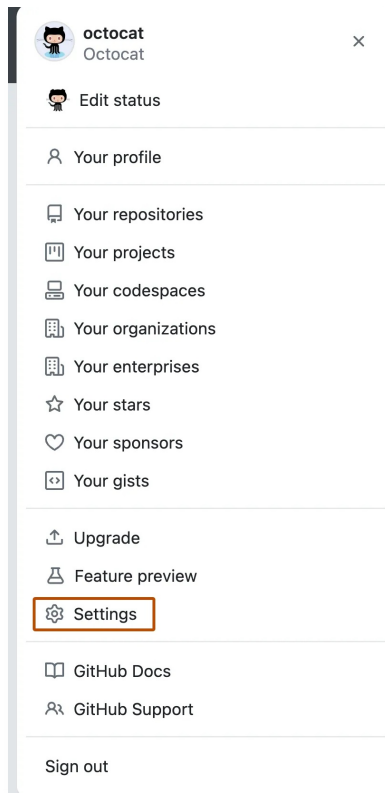 octocat
Octocat
Edit status
Your profile
Your repositories
Your projects
Your codespaces
Your organizations
Your enterprises
Your stars
Your sponsors
Your gists
Upgrade
Feature preview
Settings
GitHub Docs
GitHub Support
Sign out